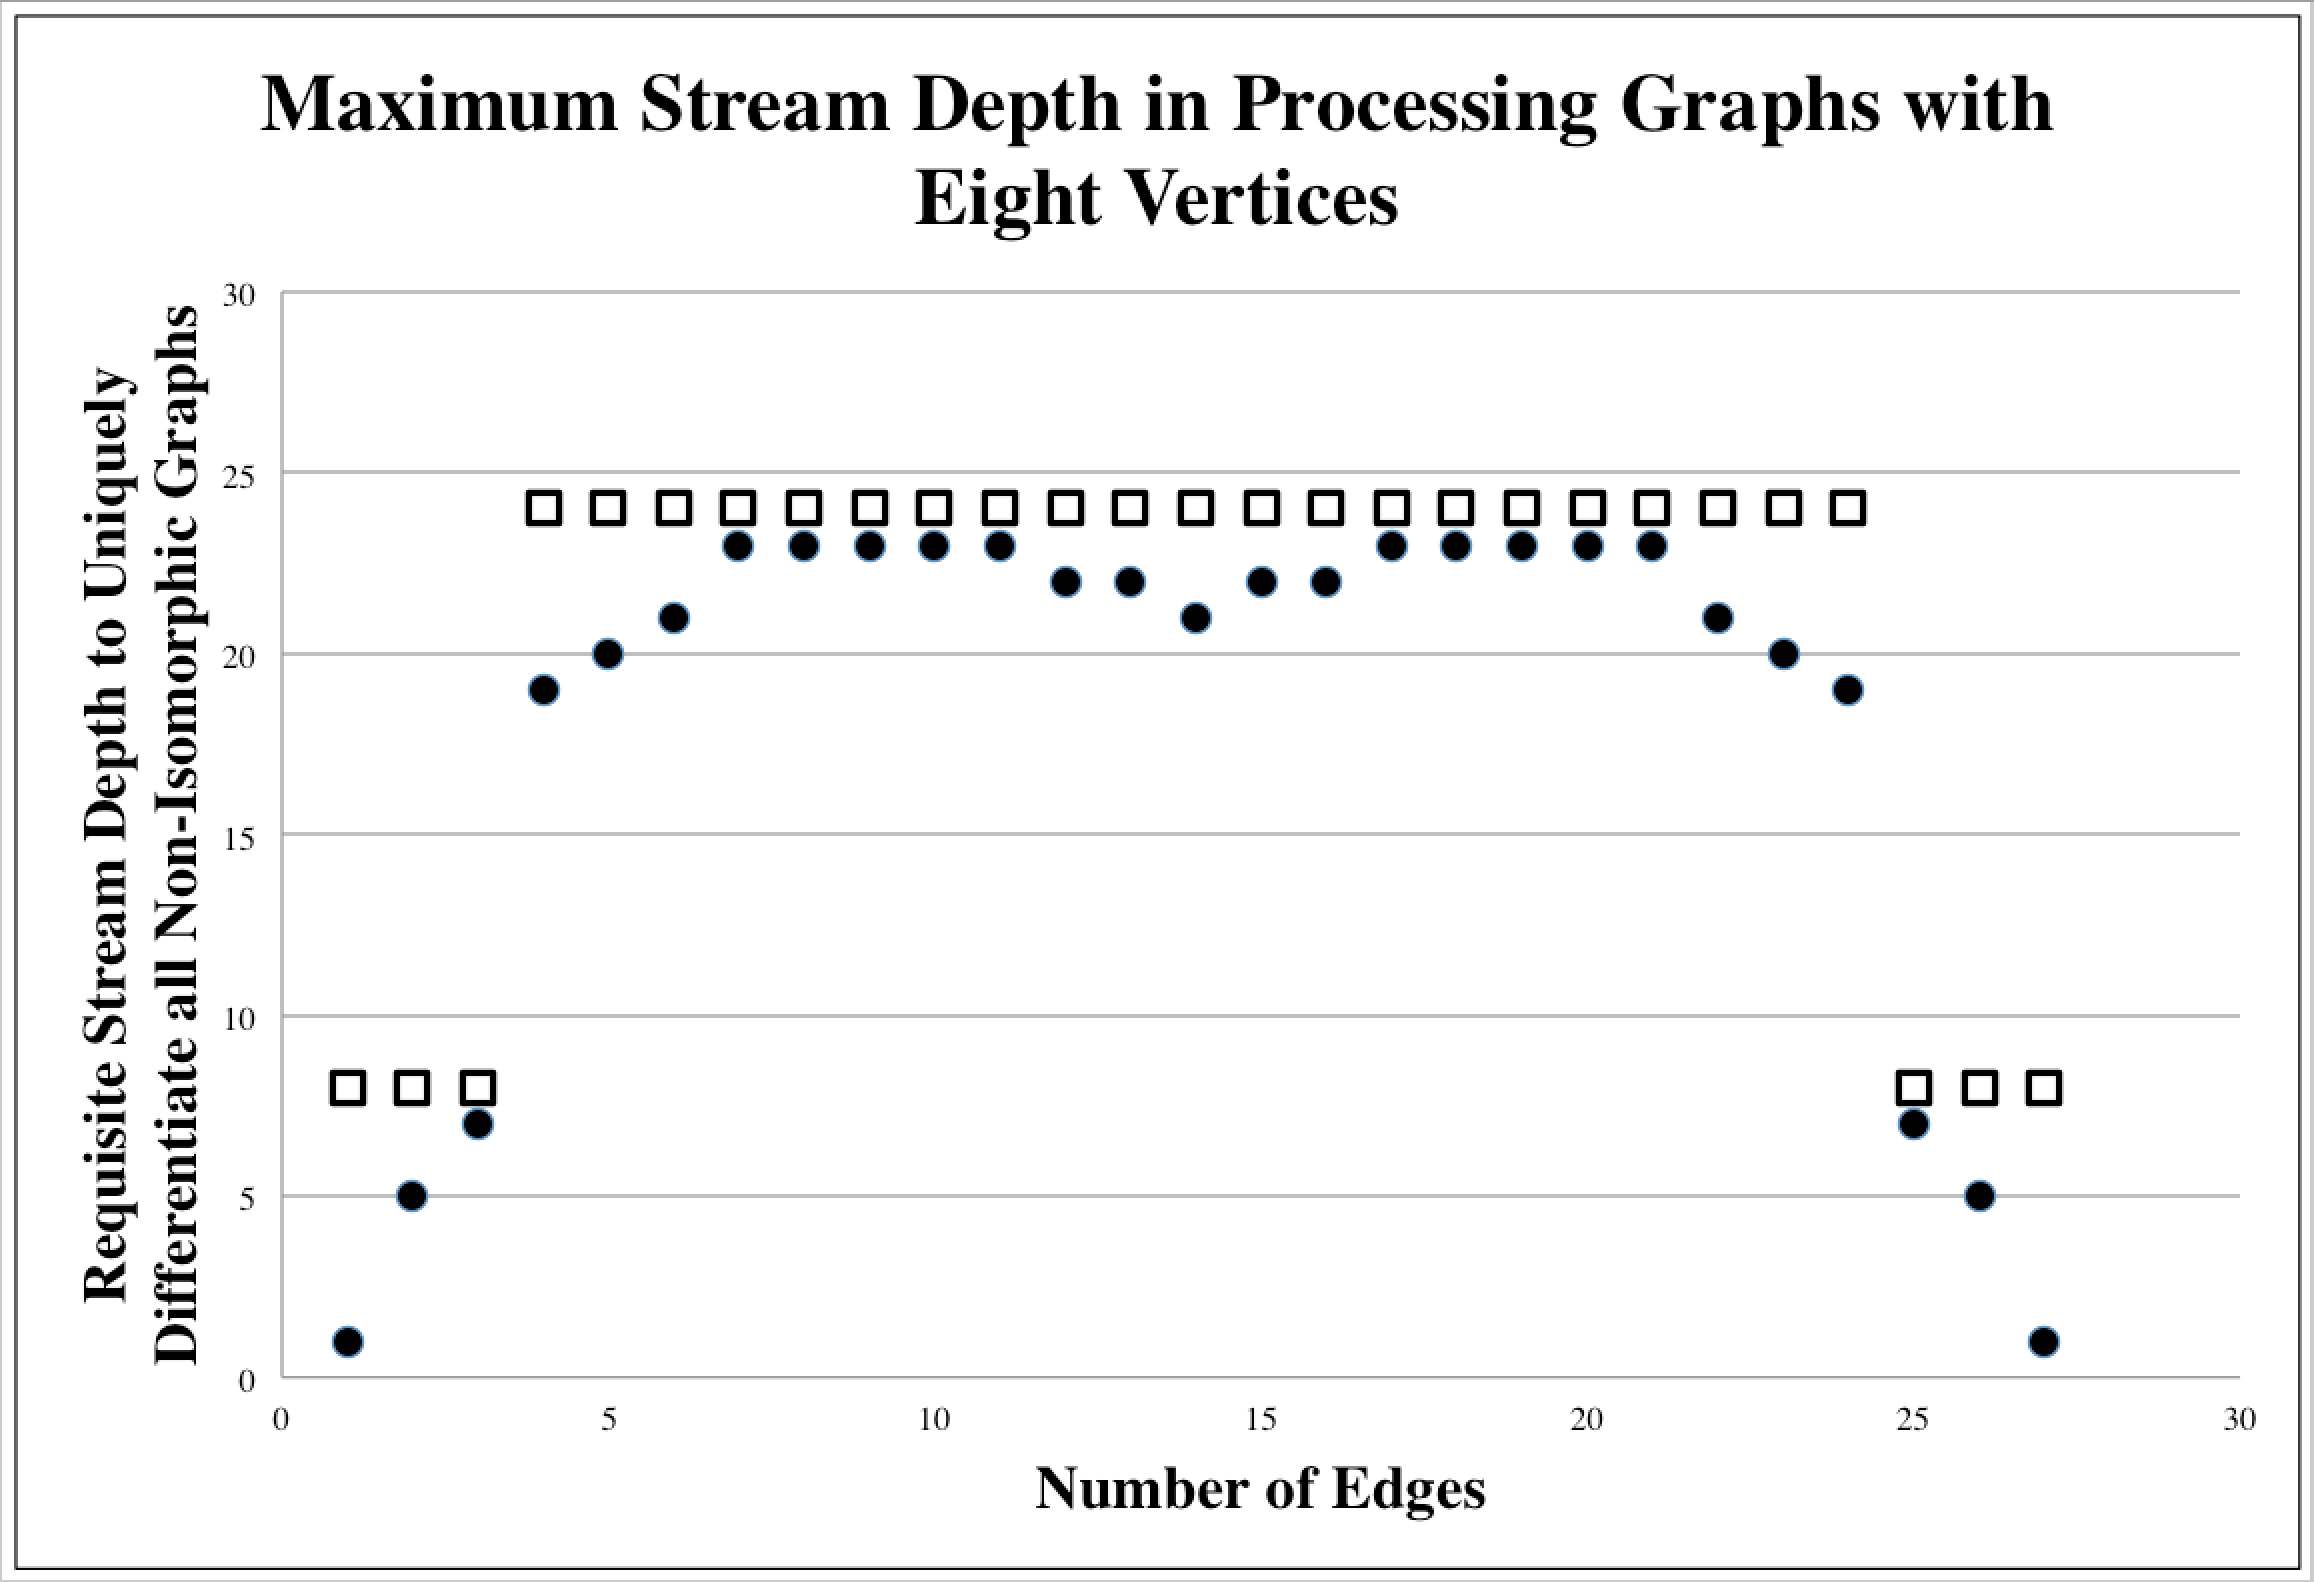 Maximum Stream Depth in Processing Graphs with
Eight Vertices
Requisite Stream Depth to Uniquely
Differentiate all Non-Isomorphic Graphs
30
25
20
15
10
5
0
0 5 10 15 20 25 30
Number of Edges